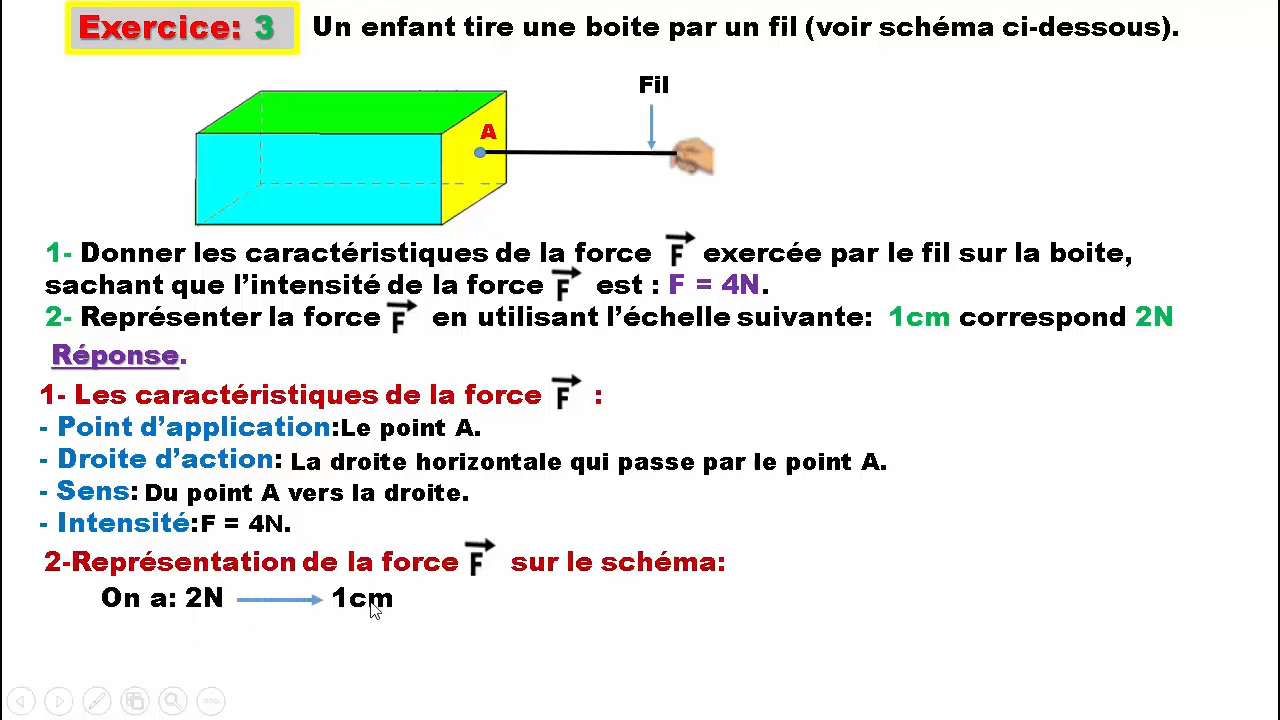 Exercice: 3 Un enfant tire une boite par un fil (voir schéma ci-dessous).
Fil
A
1- Donner les caractéristiques de la force F exercée par le fil sur la boite,
sachant que l’intensité de la force F est : F = 4N.
2- Représenter la force F en utilisant l’échelle suivante: 1cm correspond 2N
Réponse.
1- Les caractéristiques de la force F :
- Point d’application:Le point A.
- Droite d’action: La droite horizontale qui passe par le point A.
- Sens: Du point A vers la droite.
- Intensité:F = 4N.
2-Représentation de la force F sur le schéma:
On a: 2N → 1cm